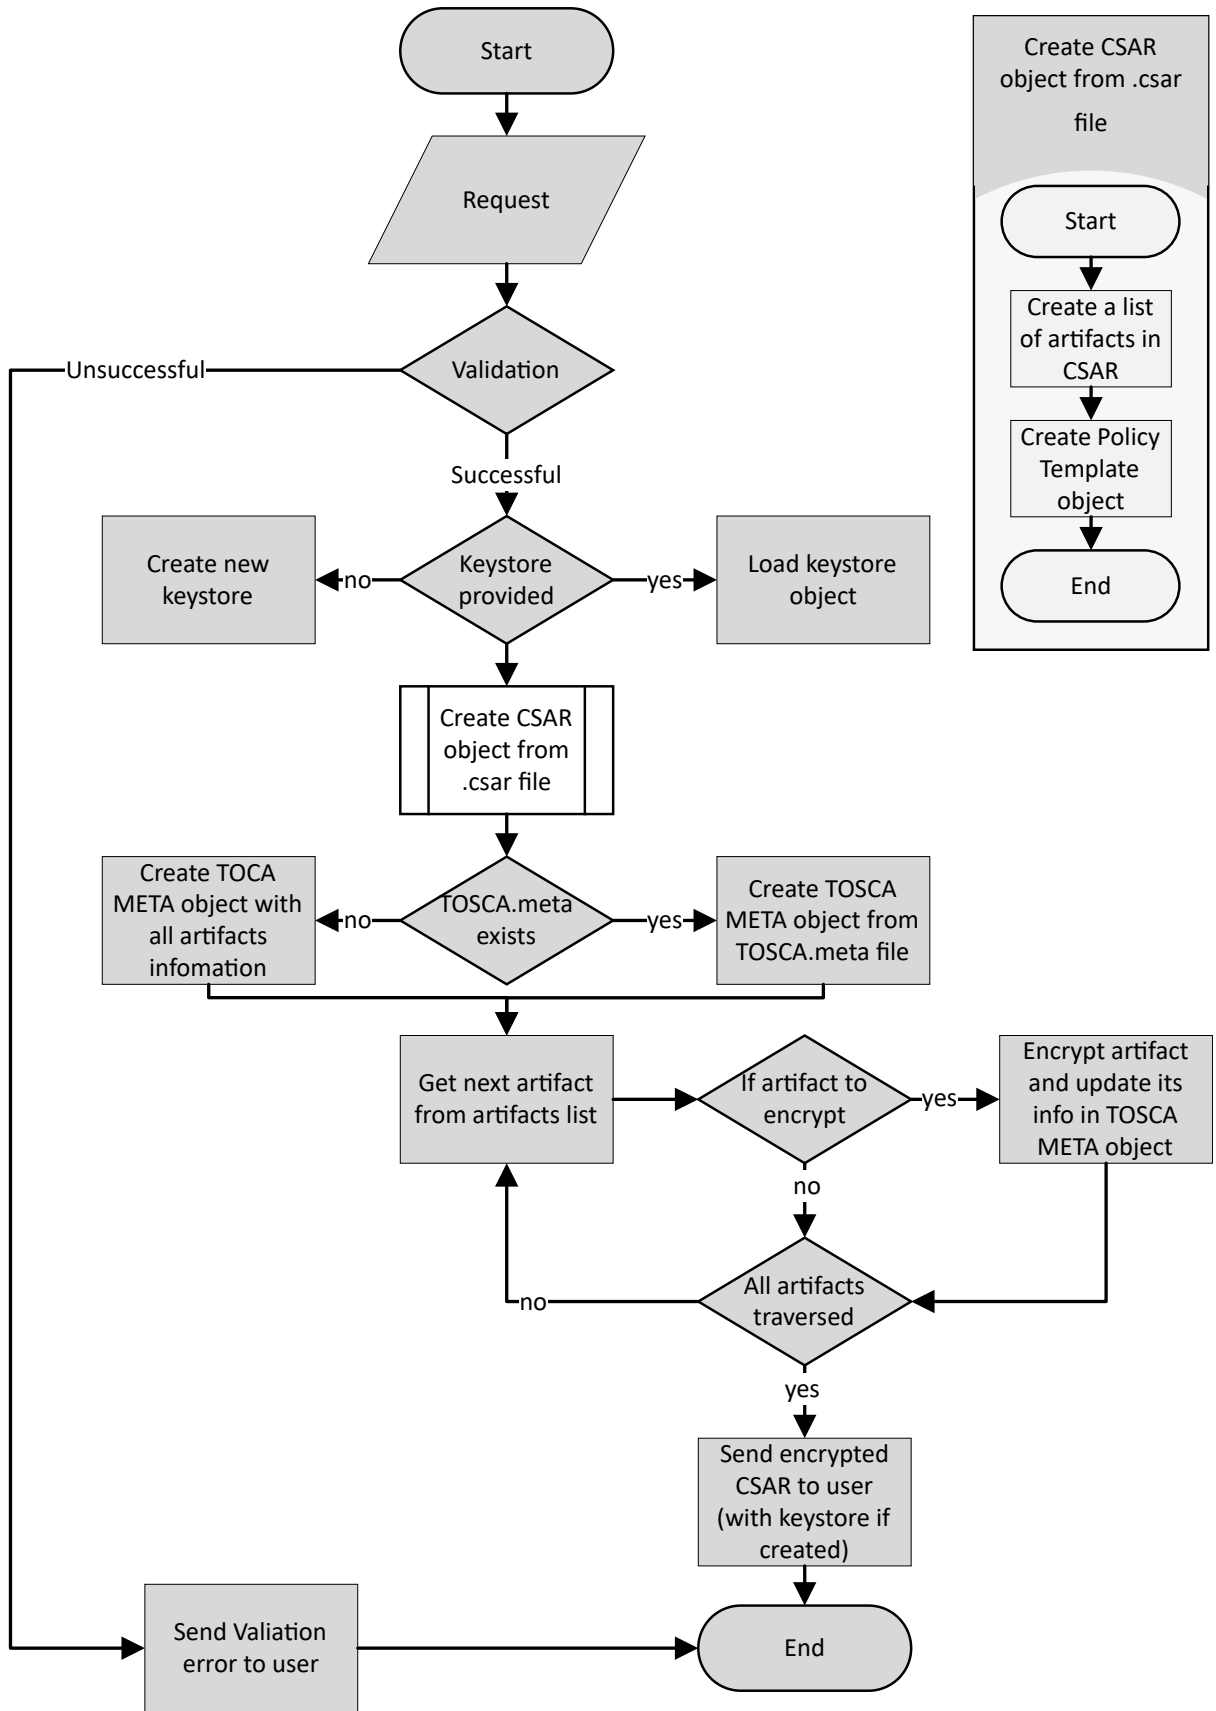 Start
Request
Validation
Unsuccessful
Successful
Keystore
provided
no
yes
Create new
keystore
Load keystore
object
Create CSAR
object from
.csar file
TOSCA.meta
exists
no
yes
Create TOCA
META object with
all artifacts
infomation
Create TOSCA
META object from
TOSCA.meta file
Get next artifact
from artifacts list
If artifact to
encrypt
yes
Encrypt artifact
and update its
info in TOSCA
META object
no
All artifacts
traversed
no
yes
Send encrypted
CSAR to user
(with keystore if
created)
Send Valiation
error to user
End
Create CSAR
object from .csar
file
Start
Create a list
of artifacts in
CSAR
Create Policy
Template
object
End